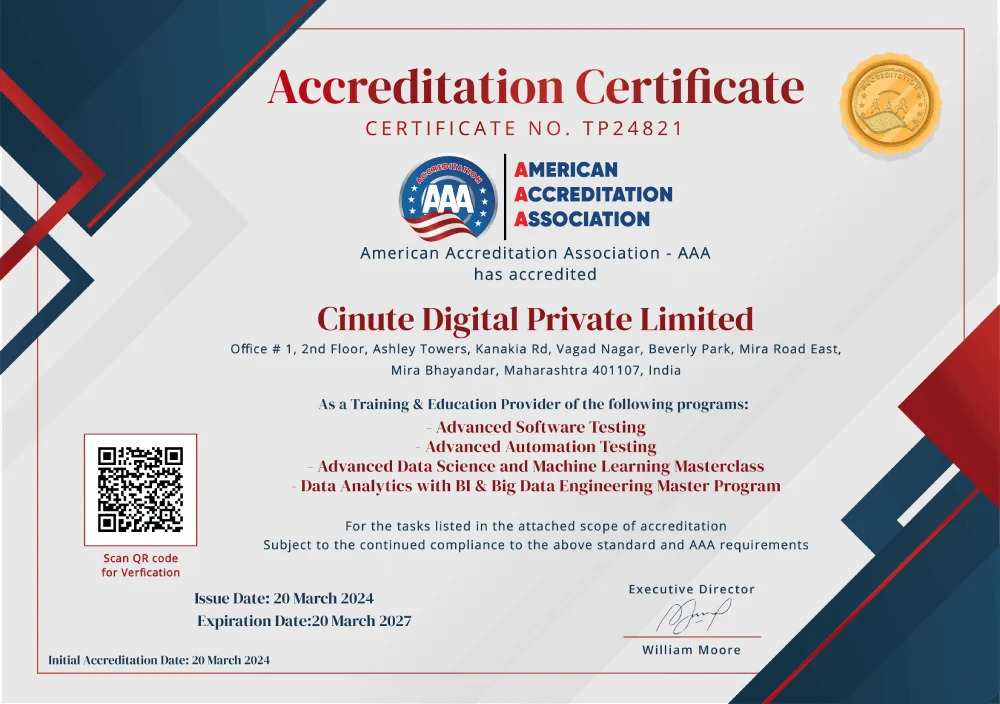 Accreditation Certificate
CERTIFICATE NO. TP24821
ACCREDITATION
ACCREDITATION
AAA
AMERICAN
ACCREDITATION
ASSOCIATION
American Accreditation Association - AAA
has accredited
Cinute Digital Private Limited
Office # 1, 2nd Floor, Ashley Towers, Kanakia Rd, Vagad Nagar, Beverly Park, Mira Road East,
Mira Bhayandar, Maharashtra 401107, India
As a Training & Education Provider of the following programs:
- Advanced Software Testing
- Advanced Automation Testing
- Advanced Data Science and Machine Learning Masterclass
- Data Analytics with BI & Big Data Engineering Master Program
For the tasks listed in the attached scope of accreditation
Subject to the continued compliance to the above standard and AAA requirements
Scan QR code
for Verfication
Issue Date: 20 March 2024
Expiration Date:20 March 2027
Executive Director
William Moore
Initial Accreditation Date: 20 March 2024